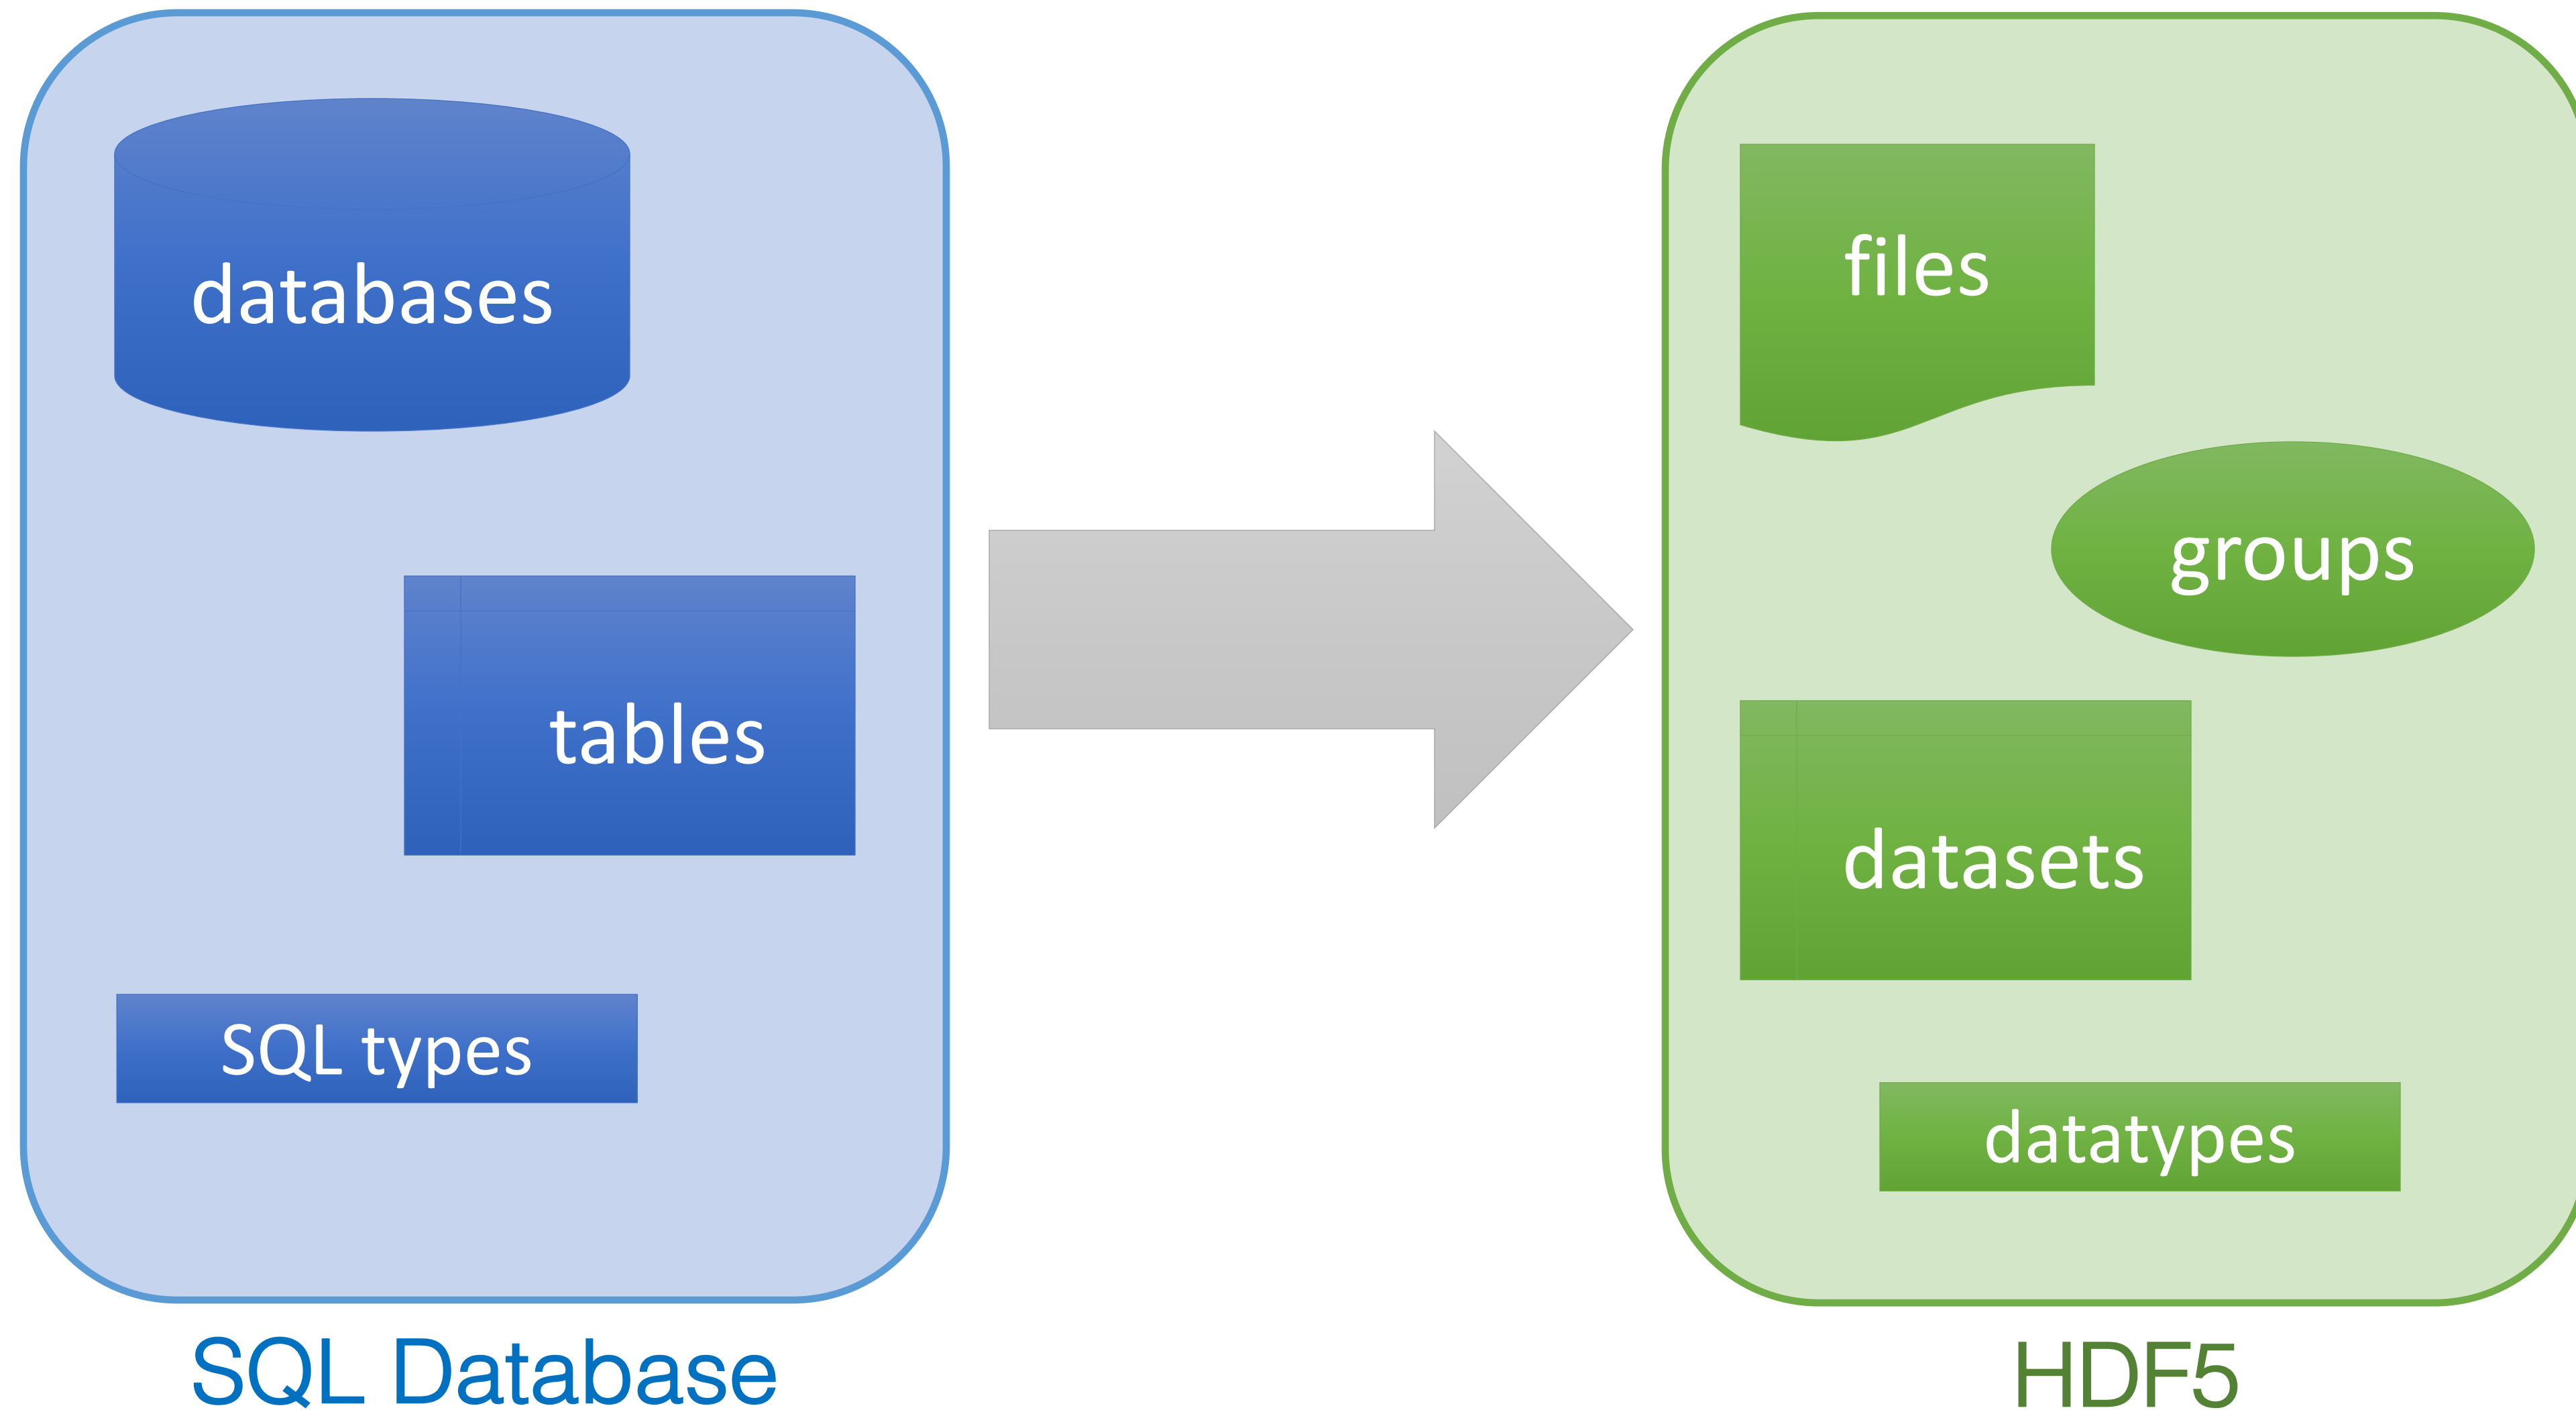 databases
tables
SQL types
SQL Database
files
groups
datasets
datatypes
HDF5